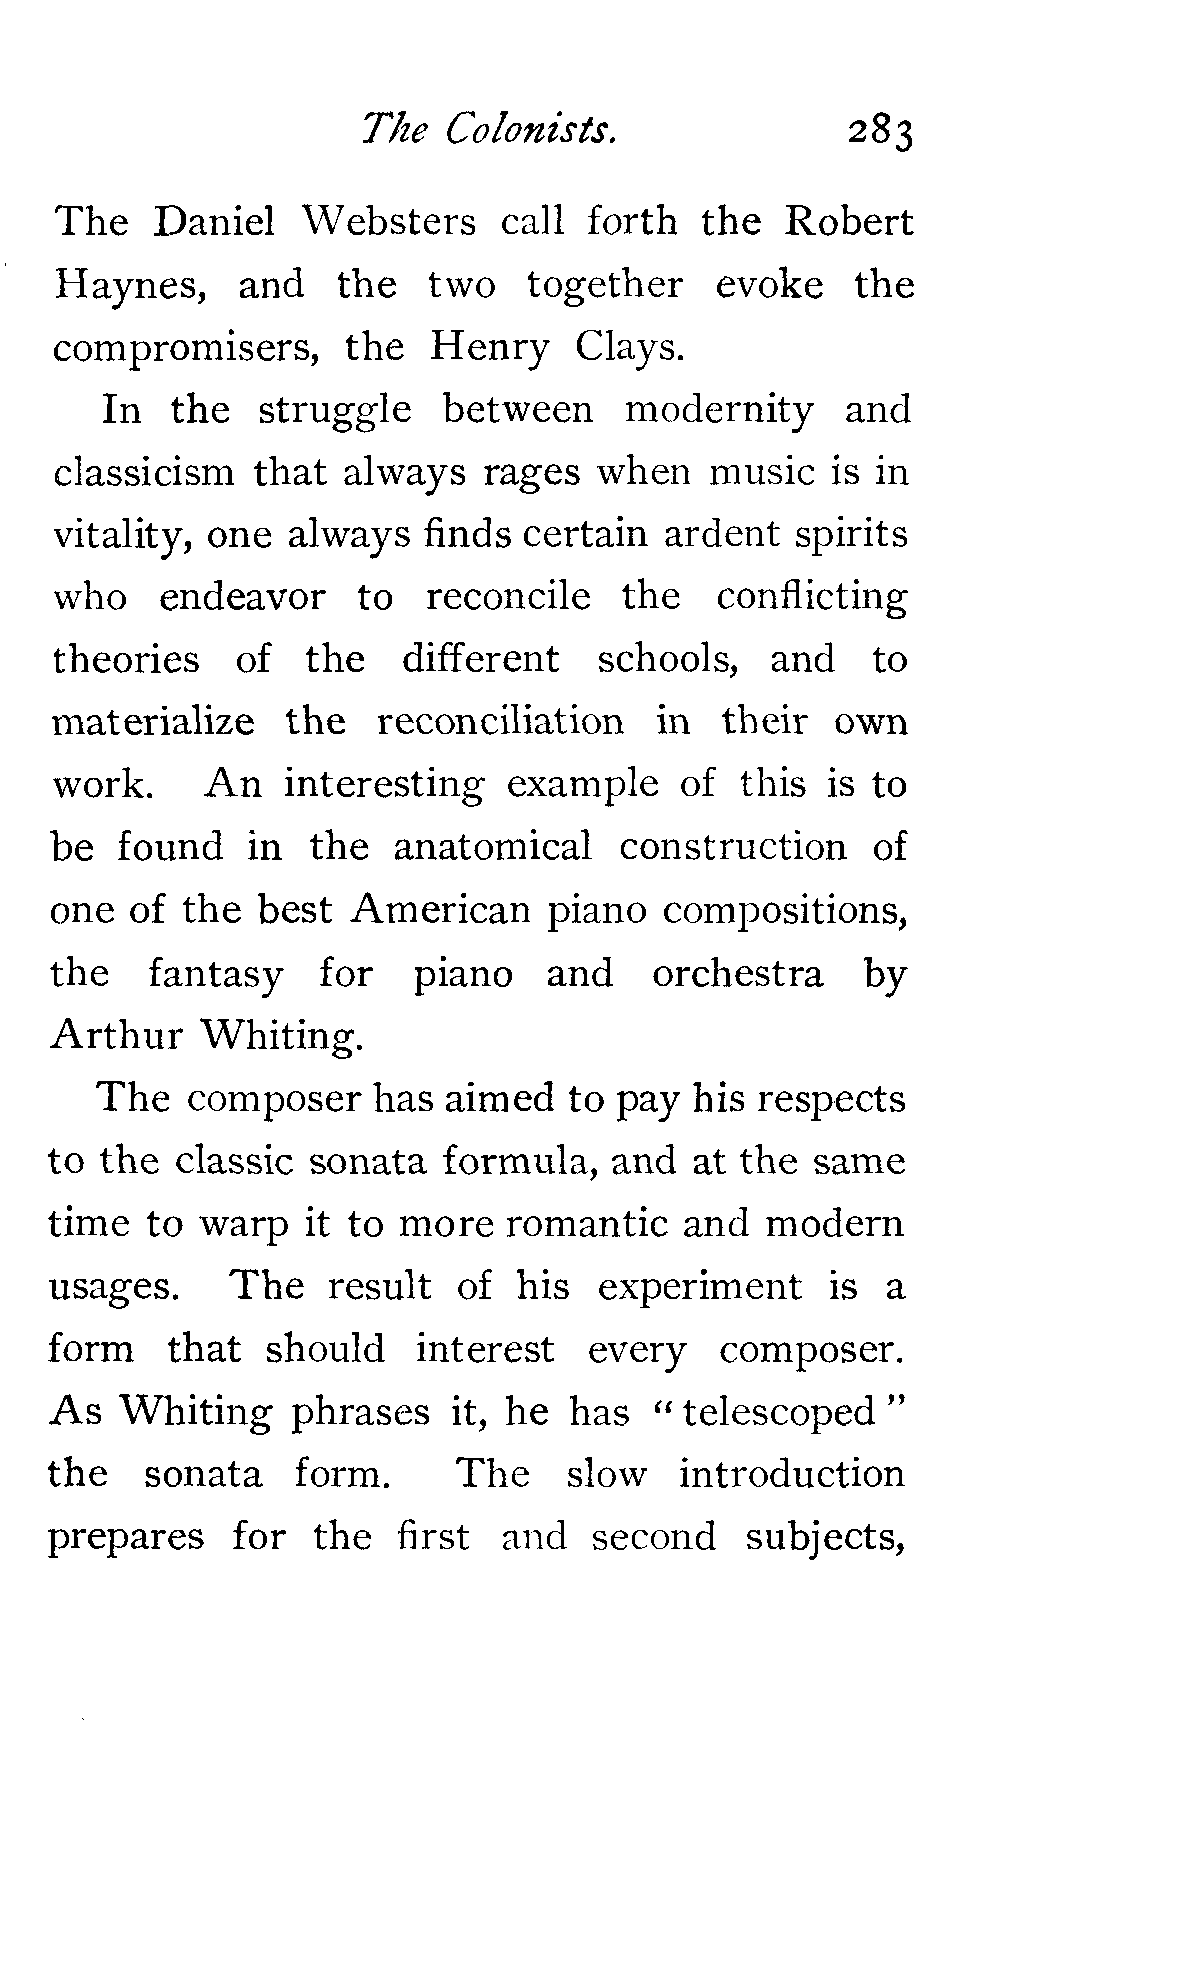 The Colonists. 283
The Daniel Websters call forth the Robert
Haynes, and the two together evoke the
compromisers, the Henry Clays.
In the struggle between modernity and
classicism that always rages when music is in
vitality, one always finds certain ardent spirits
who endeavor to reconcile the conflicting
theories of the different schools, and to
materialize the reconciliation in their own
work. An interesting example of this is to
be found in the anatomical construction of
one of the best American piano compositions,
the fantasy for piano and orchestra by
Arthur Whiting.
The composer has aimed to pay his respects
to the classic sonata formula, and at the same
time to warp it to more romantic and modern
usages. The result of his experiment is a
form that should interest every composer.
As Whiting phrases it, he has “ telescoped ”
the sonata form. The slow introduction
prepares for the first and second subjects,